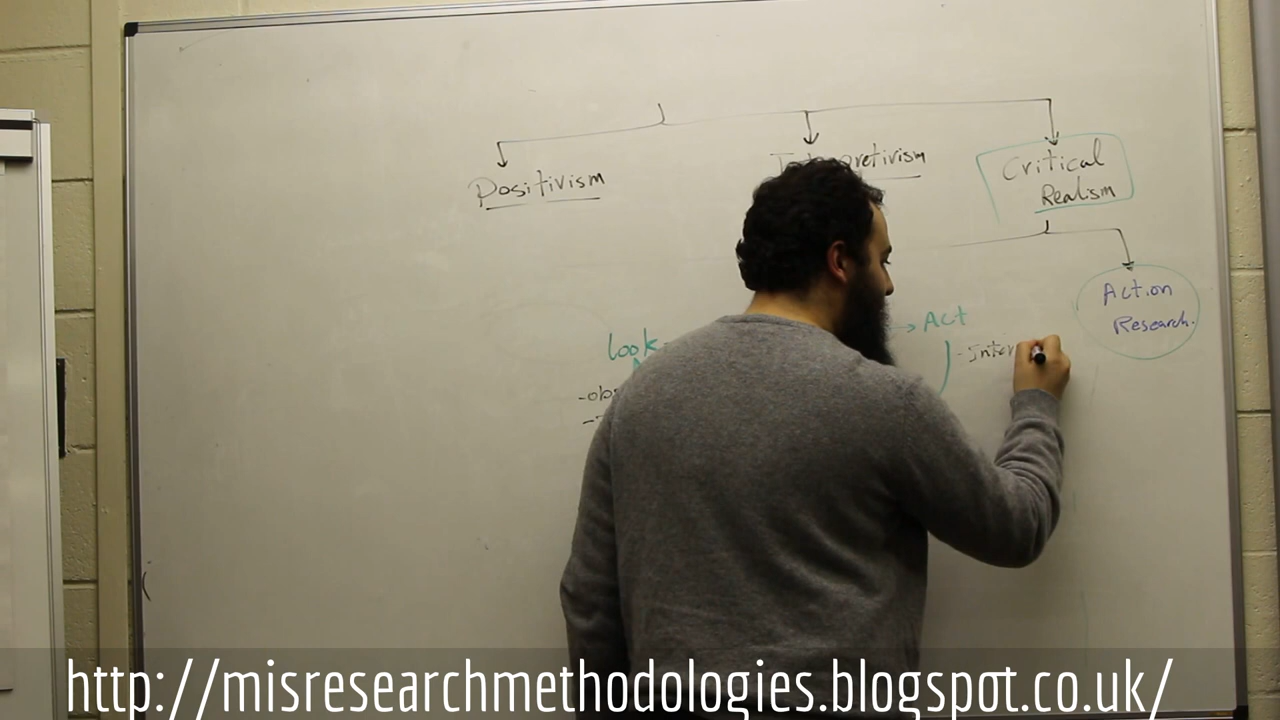 Positivism
Interpretivism
Critical
Realism
Action
Research.
look
Act
-obs
- Inter
http://misresearchmethodologies.blogspot.co.uk/